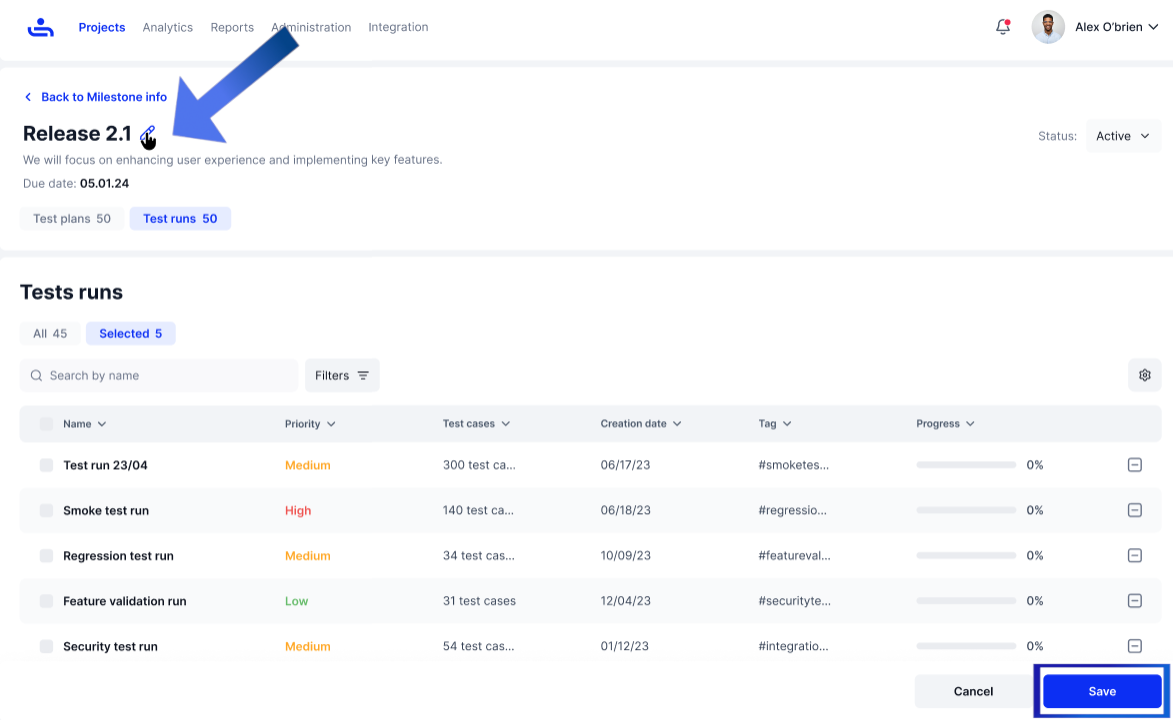 Projects Analytics Reports Administration Integration Alex O'brien
Back to Milestone info
Release 2.1
Status: Active
We will focus on enhancing user experience and implementing key features.
Due date: 05.01.24
Test plans 50 Test runs 50
Tests runs
All 45 Selected 5
Search by name Filters
Name Priority Test cases Creation date Tag Progress
Test run 23/04 Medium 300 test ca... 06/17/23 #smoketes... 0%
Smoke test run High 140 test ca... 06/18/23 #regressio... 0%
Regression test run Medium 34 test cas... 10/09/23 #featureval... 0%
Feature validation run Low 31 test cases 12/04/23 #securityte... 0%
Security test run Medium 54 test cas... 01/12/23 #integratio... 0%
Cancel Save